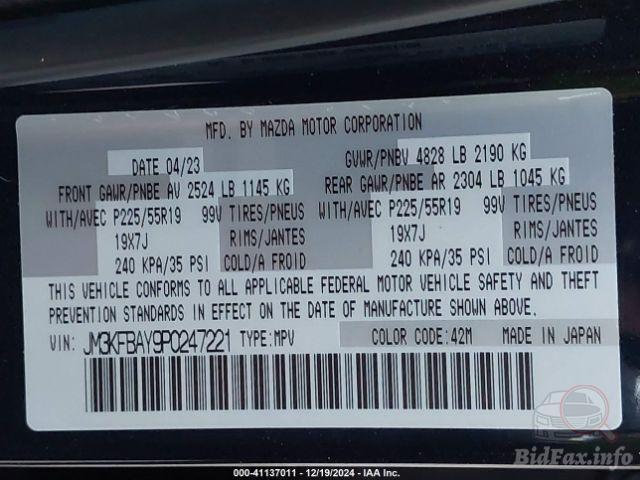 MFD. BY MAZDA MOTOR CORPORATION
DATE 04/23 GVWR/PNBV 4828 LB 2190 KG
FRONT GAWR/PNBE AV 2524 LB 1145 KG REAR GAWR/PNBE AR 2304 LB 1045 KG
WITH/AVEC P225/55R19 99V TIRES/PNEUS WITH/AVEC P225/55R19 99V TIRES/PNEUS
19X7J RIMS/JANTES 19X7J RIMS/JANTES
240 KPA/35 PSI COLD/A FROID 240 KPA/35 PSI COLD/A FROID
THIS VEHICLE CONFORMS TO ALL APPLICABLE FEDERAL MOTOR VEHICLE SAFETY AND THEFT
PREVENTION STANDARDS IN EFFECT ON THE DATE OF MANUFACTURE SHOWN ABOVE.
VIN: JM3KFBAY9P0247221 TYPE:MPV COLOR CODE:42M MADE IN JAPAN
BidFax.info
000-41137011 - 12/19/2024 - IAA Inc.